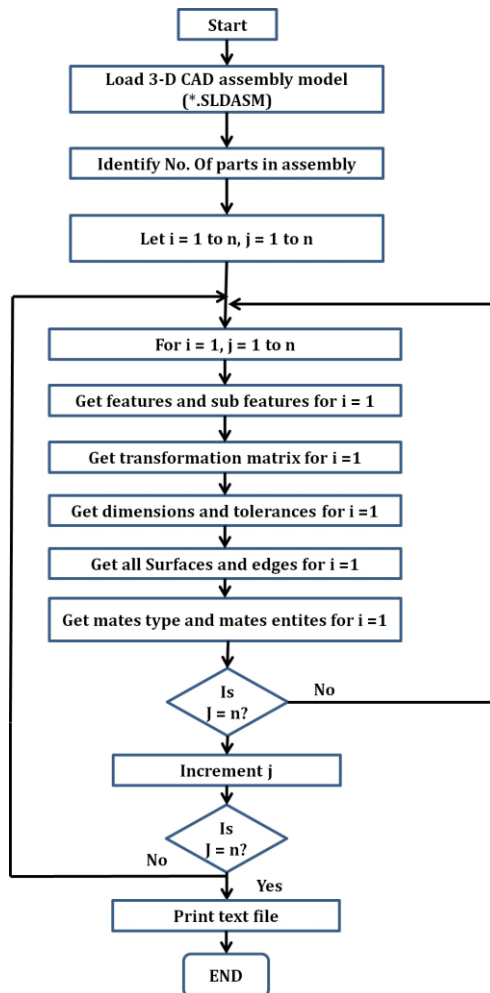 Start
Load 3-D CAD assembly model
(*.SLDASM)
Identify No. Of parts in assembly
Let i = 1 to n, j = 1 to n
For i = 1, j = 1 to n
Get features and sub features for i = 1
Get transformation matrix for i =1
Get dimensions and tolerances for i =1
Get all Surfaces and edges for i =1
Get mates type and mates entites for i =1
Is
J = n?
No
Increment j
Is
J = n?
No
Yes
Print text file
END